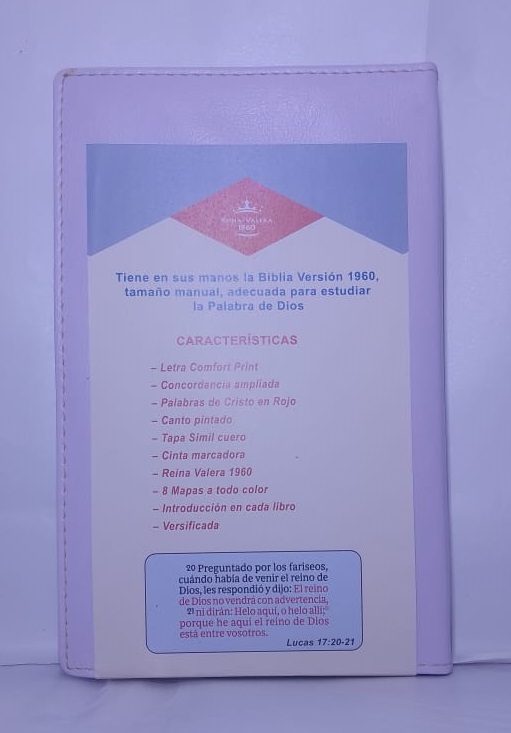 REINA VALERA
1960
Tiene en sus manos la Biblia Versión 1960,
tamaño manual, adecuada para estudiar
la Palabra de Dios
CARACTERÍSTICAS
– Letra Comfort Print
– Concordancia ampliada
– Palabras de Cristo en Rojo
– Canto pintado
– Tapa Simil cuero
– Cinta marcadora
– Reina Valera 1960
– 8 Mapas a todo color
– Introducción en cada libro
– Versificada
20 Preguntado por los fariseos,
cuándo había de venir el reino de
Dios, les respondió y dijo: El reino
de Dios no vendrá con advertencia,
21 ni dirán: Helo aquí, o helo allí;
porque he aquí el reino de Dios
está entre vosotros.
Lucas 17:20-21